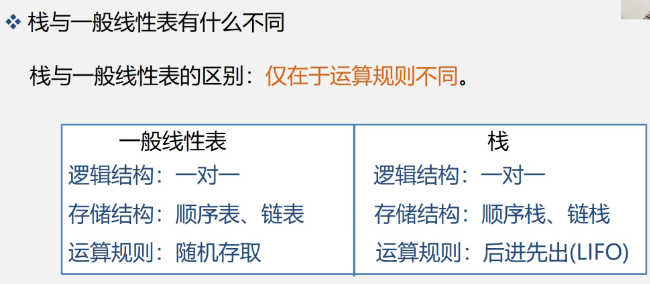 栈与一般线性表有什么不同
栈与一般线性表的区别：仅在于运算规则不同。
一般线性表
逻辑结构：一对一
存储结构：顺序表、链表
运算规则：随机存取
栈
逻辑结构：一对一
存储结构：顺序栈、链栈
运算规则：后进先出(LIFO)